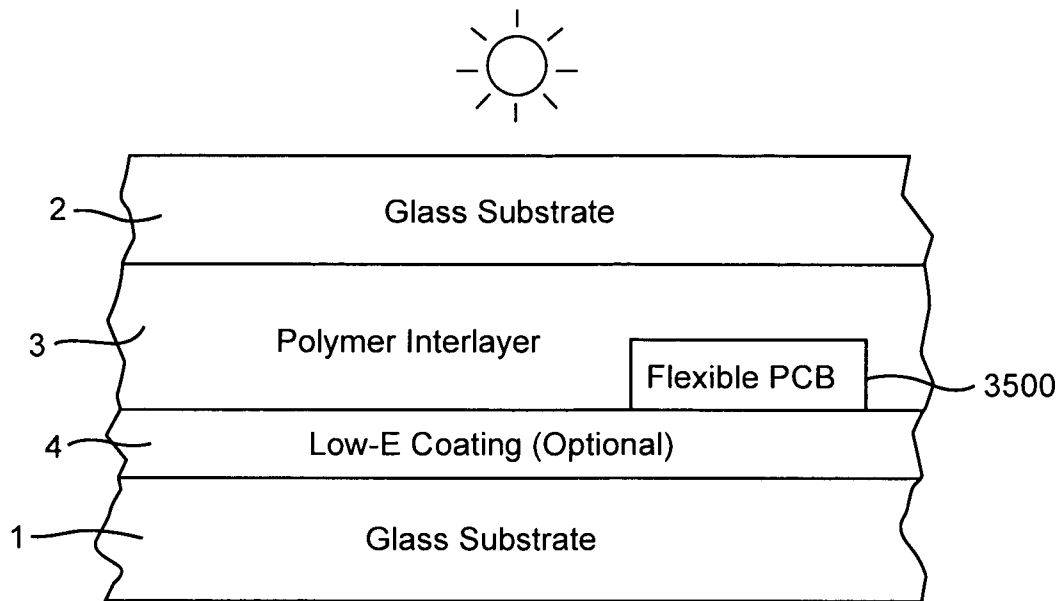 2
Glass Substrate
3
Polymer Interlayer
Flexible PCB
3500
4
Low-E Coating (Optional)
1
Glass Substrate